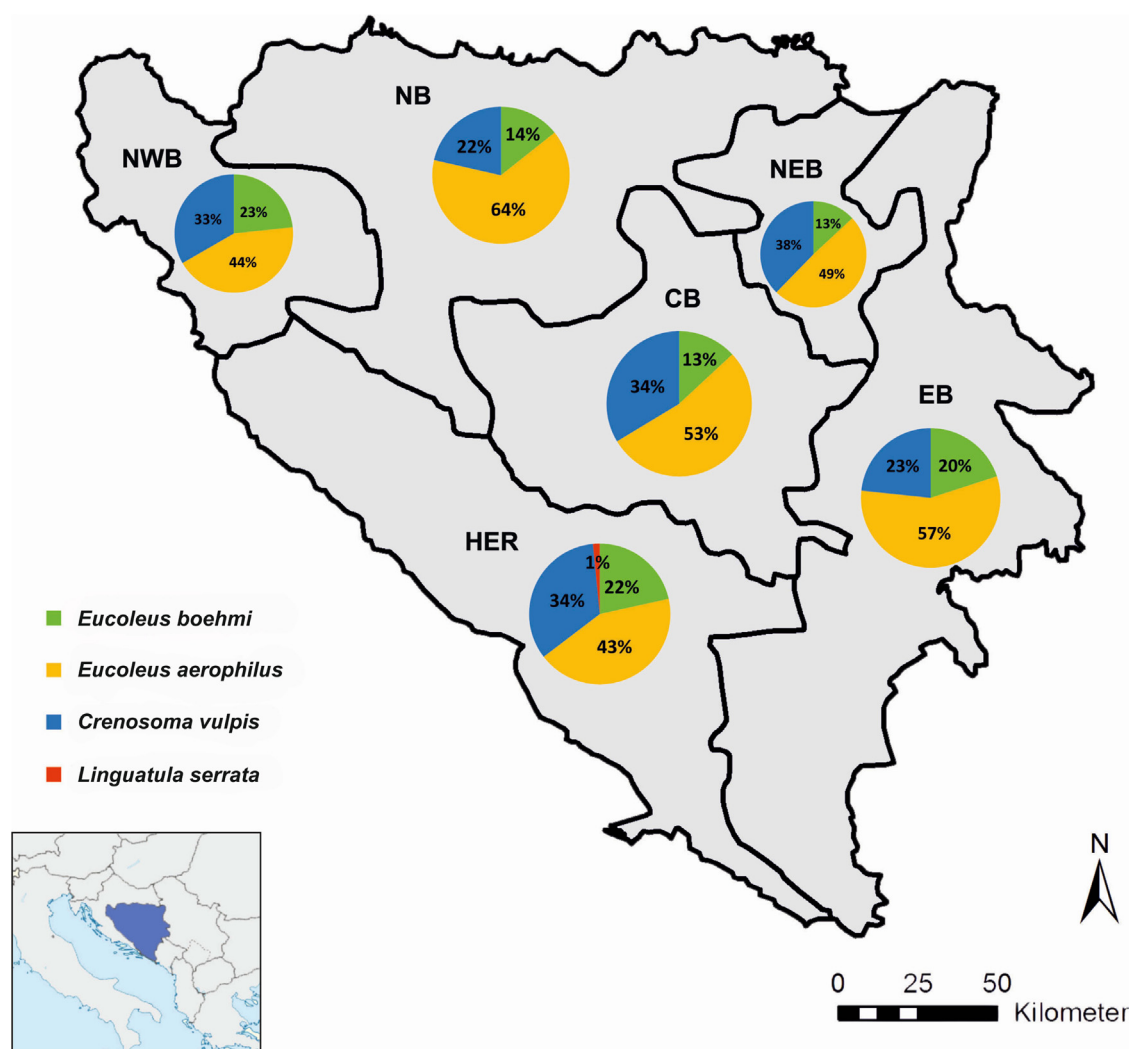 NB
22%
14%
64%
NWB
33%
23%
44%
NEB
13%
38%
49%
CB
13%
34%
53%
EB
23%
20%
57%
HER
1%
22%
34%
43%
Eucoleus boehmi
Eucoleus aerophilus
Crenosoma vulpis
Linguatula serrata
N
0 25 50
Kilometer